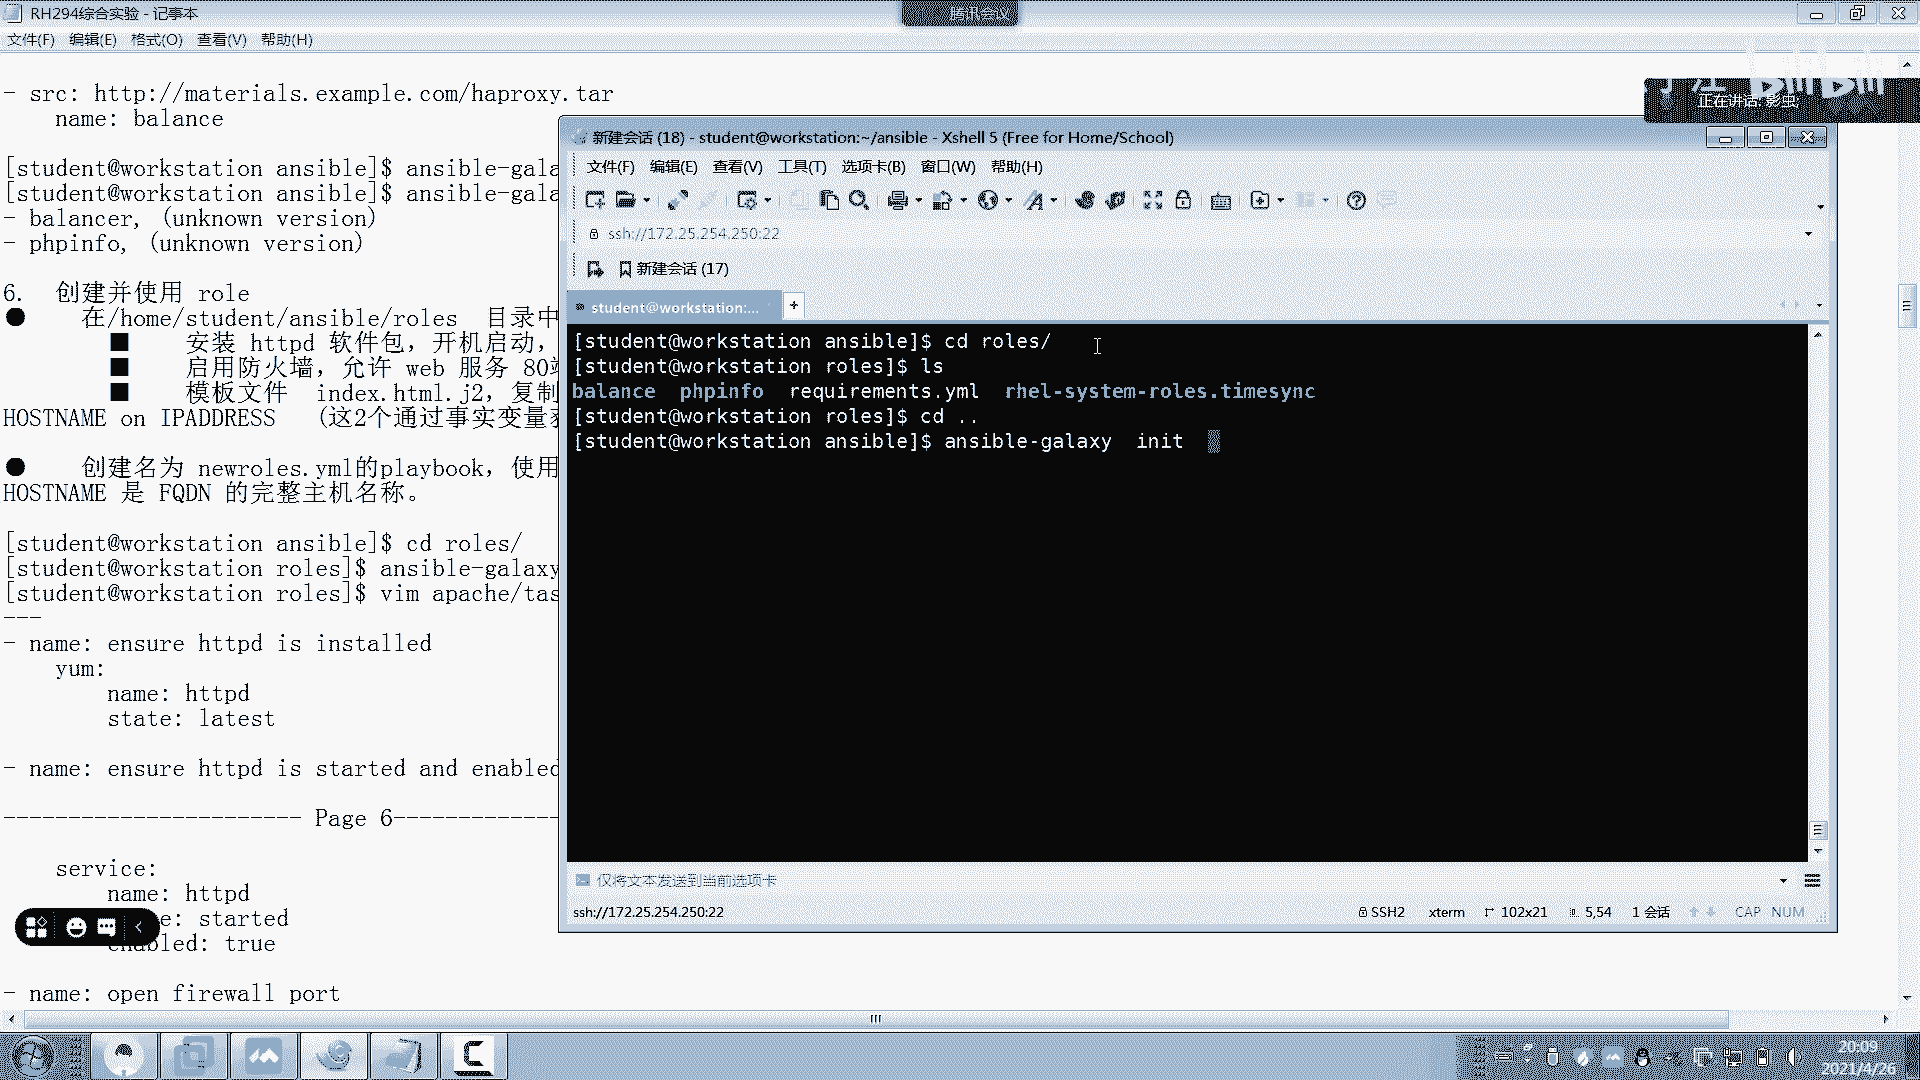 RH294综合实验 - 记事本
腾讯会议
文件(F) 编辑(E) 格式(O) 查看(V) 帮助(H)
- src: http://materials.example.com/haproxy.tar
name: balance
[student@workstation ansible]$ ansible-gala
[student@workstation ansible]$ ansible-gala
- balancer, (unknown version)
- phpinfo, (unknown version)
6. 创建并使用 role
● 在/home/student/ansible/roles 目录中
■ 安装 httpd 软件包，开机启动，
■ 启用防火墙，允许 web 服务 80
■ 模板文件 index.html.j2，复制
HOSTNAME on IPADDRESS （这2个通过事实变量
● 创建名为 newroles.yml的playbook，使用
HOSTNAME 是 FQDN 的完整主机名称。
[student@workstation ansible]$ cd roles/
[student@workstation roles]$ ansible-galaxy
[student@workstation roles]$ vim apache/tas
---
- name: ensure httpd is installed
yum:
name: httpd
state: latest
- name: ensure httpd is started and enabled
----------------------- Page 6-------------
service:
name: httpd
e: started
enabled: true
- name: open firewall port
正在讲话:
新建会话 (18) - student@workstation:~/ansible - Xshell 5 (Free for Home/School)
文件(F) 编辑(E) 查看(V) 工具(T) 选项卡(B) 窗口(W) 帮助(H)
ssh://172.25.254.250:22
新建会话 (17)
student@workstation:...
[student@workstation ansible]$ cd roles/
[student@workstation roles]$ ls
balance phpinfo requirements.yml rhel-system-roles.timesync
[student@workstation roles]$ cd ..
[student@workstation ansible]$ ansible-galaxy init
仅将文本发送到当前选项卡
ssh://172.25.254.250:22 SSH2 xterm 102x21 5,54 1 会话 CAP NUM
20:09
2021/4/26